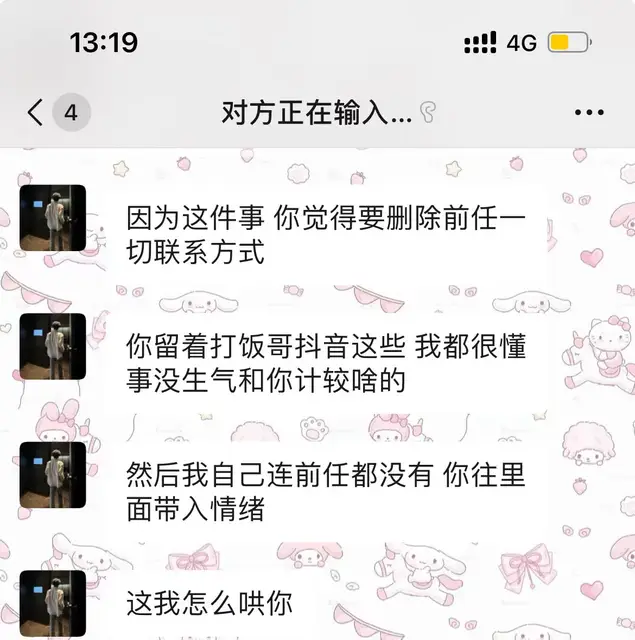 13:19
4G
4
对方正在输入...
因为这件事 你觉得要删除前任一
切联系方式
你留着打饭哥抖音这些 我都很懂
事没生气和你计较啥的
然后我自己连前任都没有 你往里
面带入情绪
这我怎么哄你